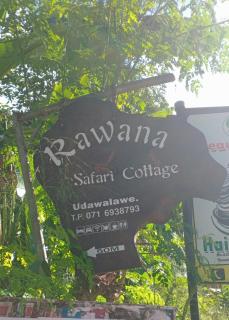 Rawana
Safari Cottage
Udawalawe.
T.P: 071 6938793
50M